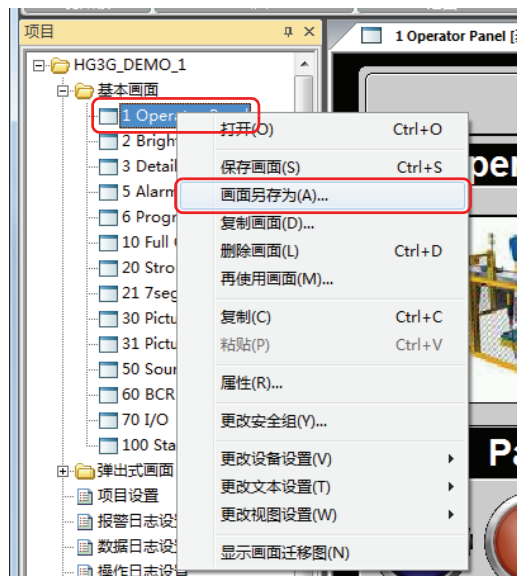 项目
1 Operator Panel
HG3G_DEMO_1
基本画面
1 Operator Panel
2 Brigh
3 Detail
5 Alarm
6 Progr
10 Full
20 Stro
21 7seg
30 Pictu
31 Pictu
50 Sour
60 BCR
70 I/O
100 Sta
弹出式画面
项目设置
报警日志设
数据日志设
操作日志设置
打开(O) Ctrl+O
保存画面(S) Ctrl+S
画面另存为(A)...
复制画面(D)...
删除画面(L) Ctrl+D
再使用画面(M)...
复制(C) Ctrl+C
粘贴(P) Ctrl+V
属性(R)...
更改安全组(Y)...
更改设备设置(V)
更改文本设置(T)
更改视图设置(W)
显示画面迁移图(N)
per
Pa